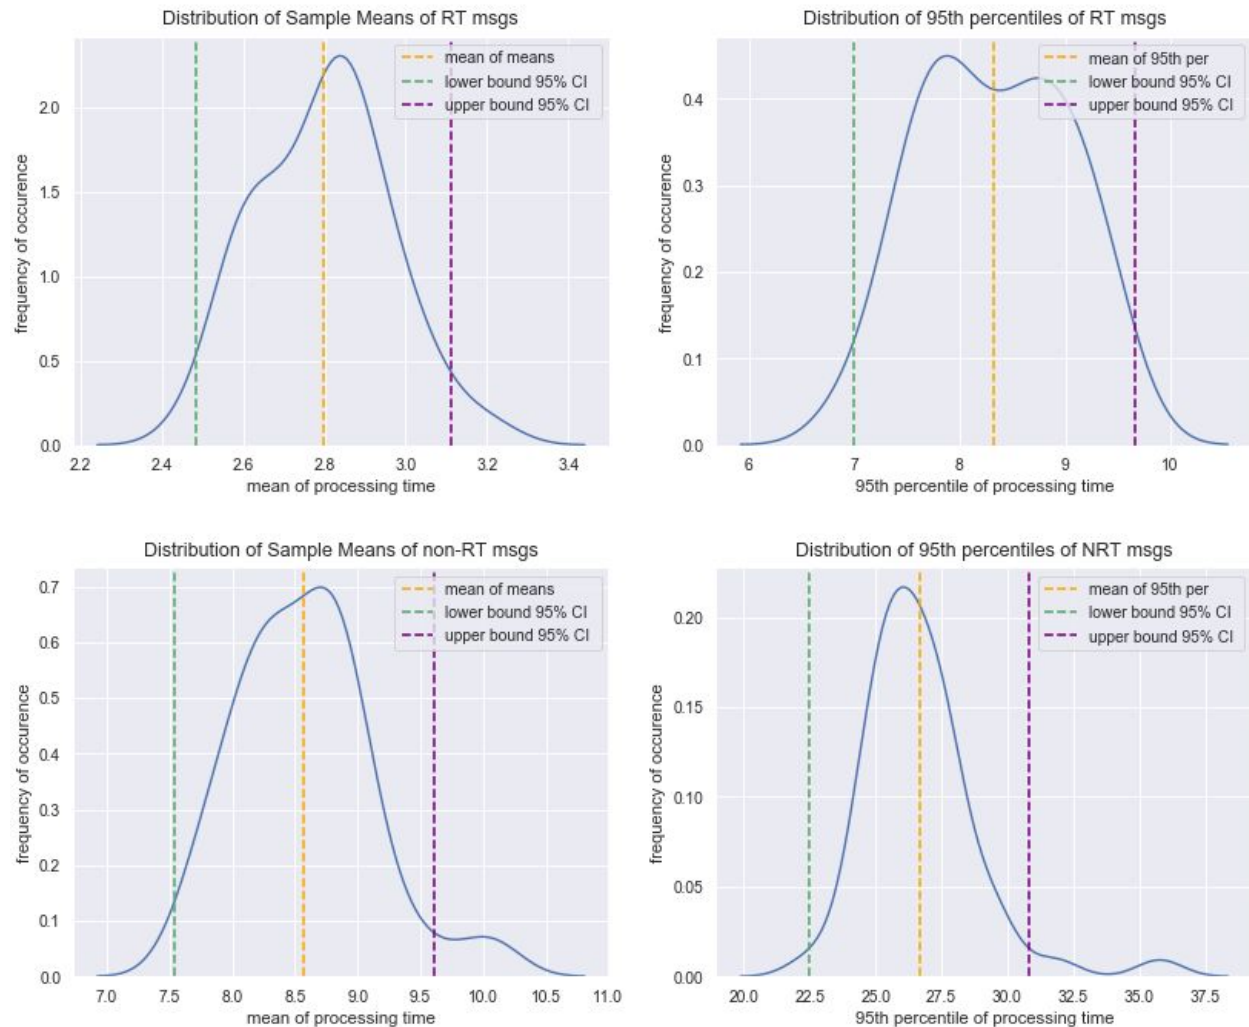 Distribution of Sample Means of RT msgs
mean of means
lower bound 95% CI
upper bound 95% CI
2.0
1.5
1.0
0.5
0.0
frequency of occurence
2.2 2.4 2.6 2.8 3.0 3.2 3.4
mean of processing time
Distribution of 95th percentiles of RT msgs
mean of 95th per
lower bound 95% CI
upper bound 95% CI
0.4
0.3
0.2
0.1
0.0
frequency of occurence
6 7 8 9 10
95th percentile of processing time
Distribution of Sample Means of non-RT msgs
mean of means
lower bound 95% CI
upper bound 95% CI
0.7
0.6
0.5
0.4
0.3
0.2
0.1
0.0
frequency of occurence
7.0 7.5 8.0 8.5 9.0 9.5 10.0 10.5 11.0
mean of processing time
Distribution of 95th percentiles of NRT msgs
mean of 95th per
lower bound 95% CI
upper bound 95% CI
0.20
0.15
0.10
0.05
0.00
frequency of occurence
20.0 22.5 25.0 27.5 30.0 32.5 35.0 37.5
95th percentile of processing time